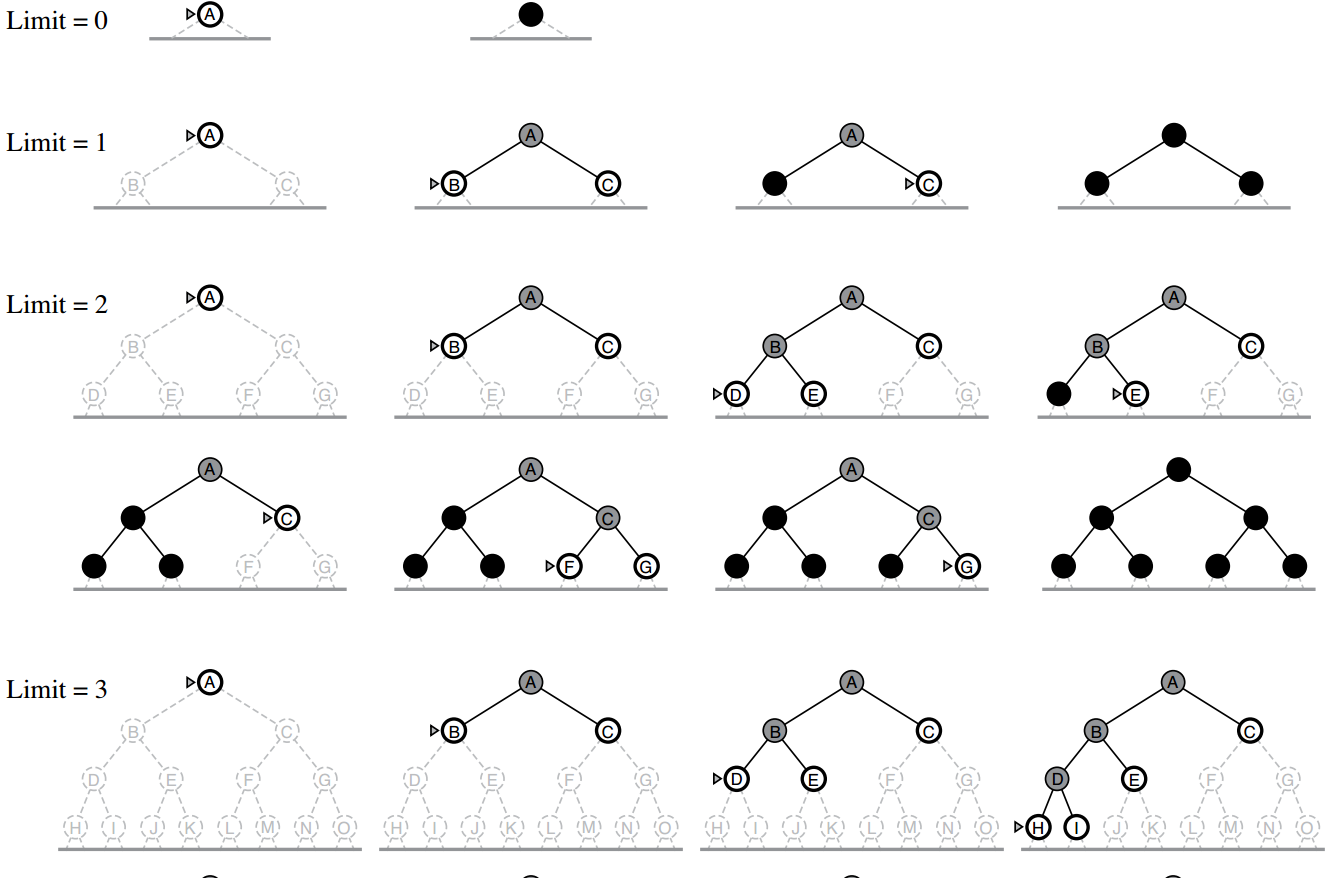 Limit = 0 A
Limit = 1 A A A
B C B C C
Limit = 2 A A A A
B C B C B C B C
D E F G D E F G D E F G E F G
A A A
C C C
F G F G G
Limit = 3 A A A A
B C B C B C B C
D E F G D E F G D E F G D E F G
H I J K L M N O H I J K L M N O H I J K L M N O H I J K L M N O